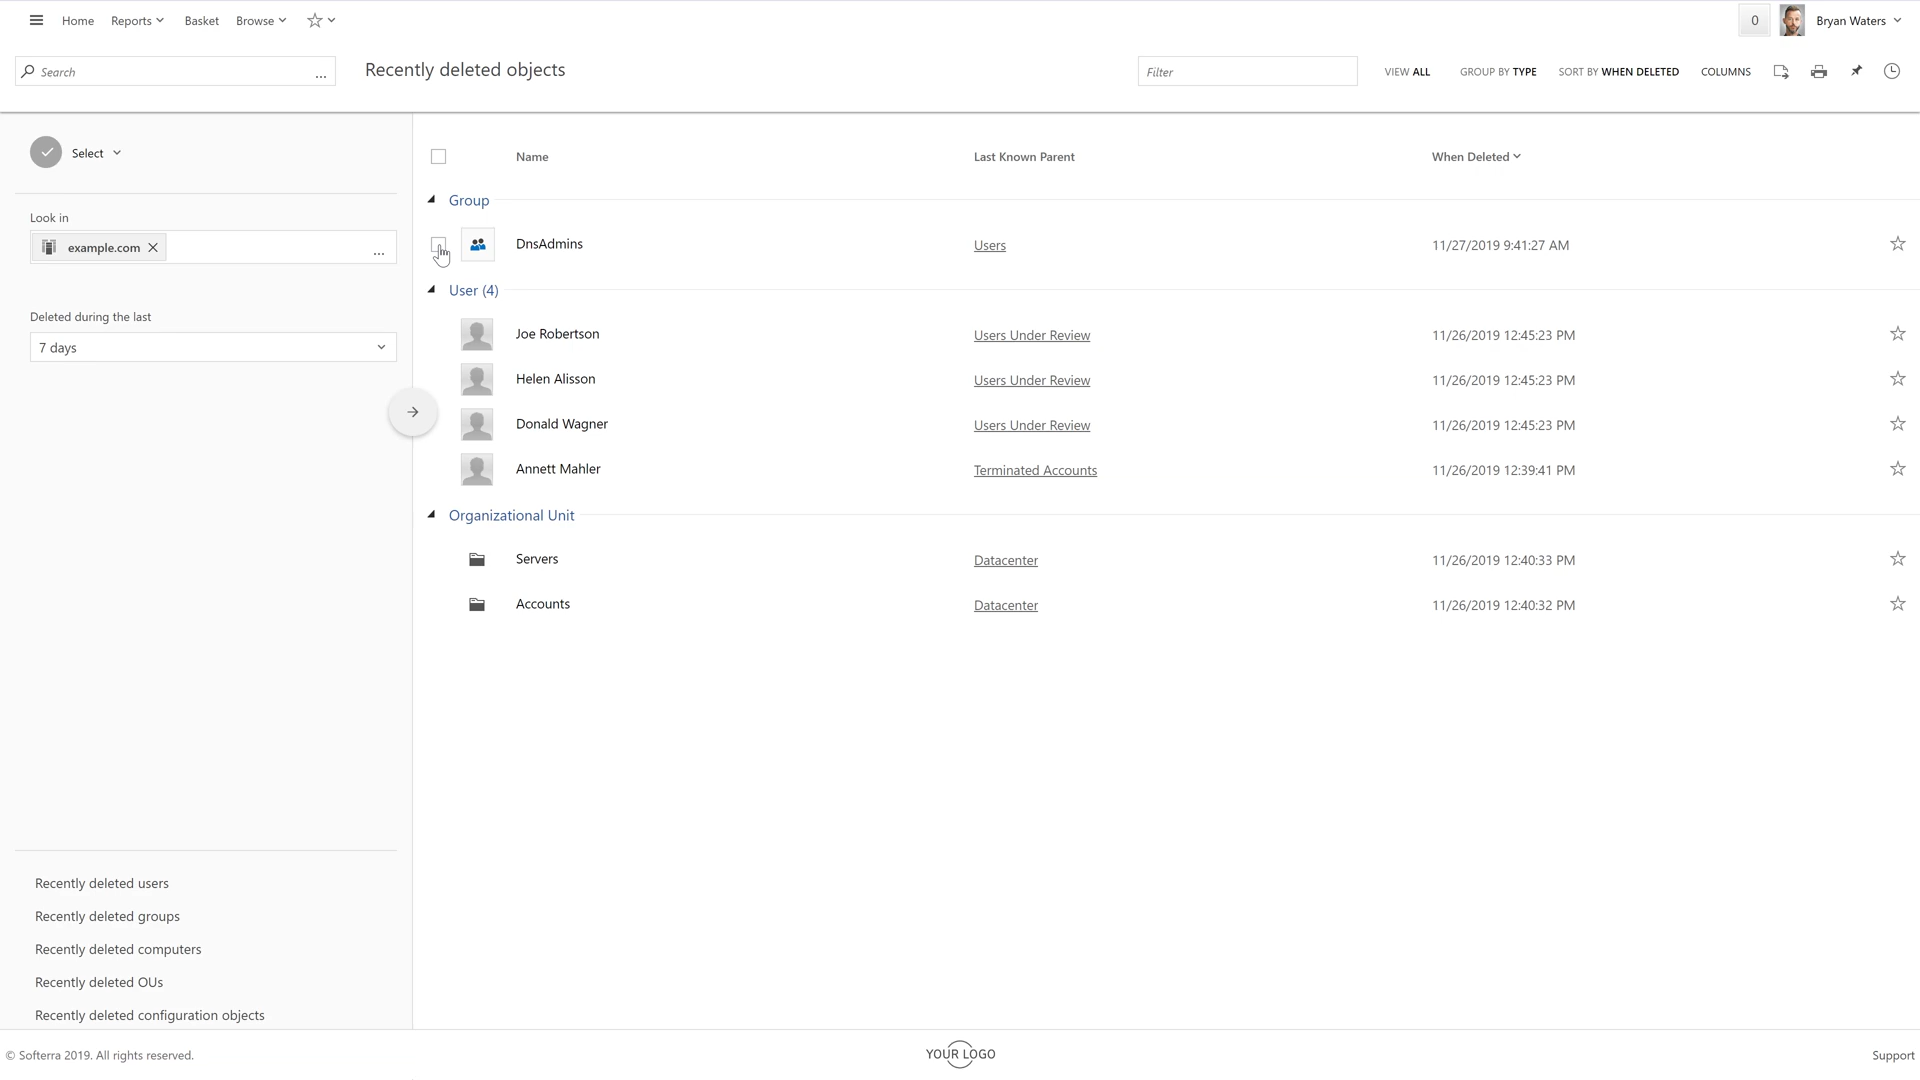 Home Reports Basket Browse 0 Bryan Waters
Search ... Recently deleted objects Filter VIEW ALL GROUP BY TYPE SORT BY WHEN DELETED COLUMNS
Select
Look in
example.com ...
Deleted during the last
7 days
Name Last Known Parent When Deleted
Group
DnsAdmins Users 11/27/2019 9:41:27 AM
User (4)
Joe Robertson Users Under Review 11/26/2019 12:45:23 PM
Helen Alisson Users Under Review 11/26/2019 12:45:23 PM
Donald Wagner Users Under Review 11/26/2019 12:45:23 PM
Annett Mahler Terminated Accounts 11/26/2019 12:39:41 PM
Organizational Unit
Servers Datacenter 11/26/2019 12:40:33 PM
Accounts Datacenter 11/26/2019 12:40:32 PM
Recently deleted users
Recently deleted groups
Recently deleted computers
Recently deleted OUs
Recently deleted configuration objects
© Softerra 2019. All rights reserved. YOUR LOGO Support